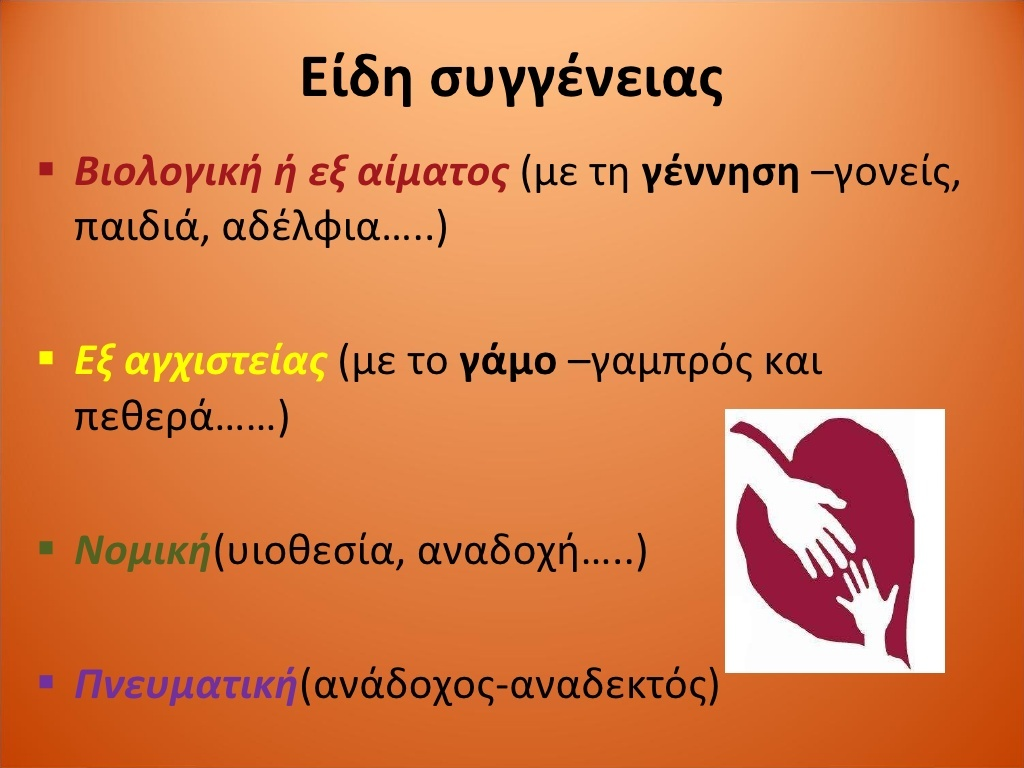 Είδη συγγένειας
▪ Βιολογική ή εξ αίματος (με τη γέννηση –γονείς,
παιδιά, αδέλφια…..)
▪ Εξ αγχιστείας (με το γάμο –γαμπρός και
πεθερά……)
▪ Νομική(υιοθεσία, αναδοχή…..)
▪ Πνευματική(ανάδοχος-αναδεκτός)